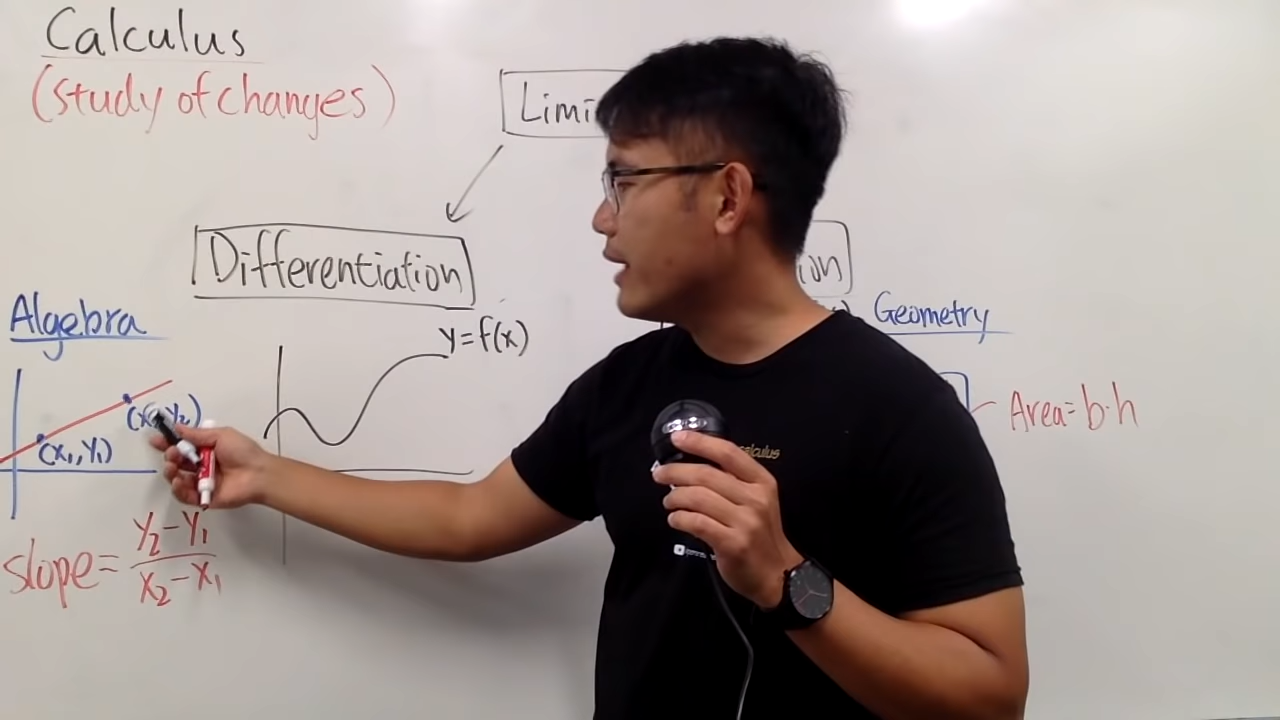 Calculus
(study of changes)
Differentiation
Algebra
y=f(x)
Geometry
(x₁,y₁)
Area=b·h
slope= y₂-y₁
x₂-x₁